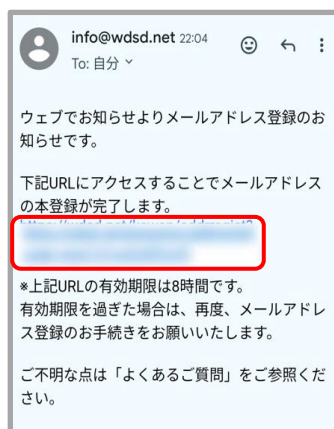 info@wdsd.net 22:04
To: 自分
ウェブでお知らせよりメールアドレス登録のお
知らせです。
下記URLにアクセスすることでメールアドレス
の本登録が完了します。
※上記URLの有効期限は8時間です。
有効期限を過ぎた場合は、再度、メールアドレ
ス登録のお手続きをお願いいたします。
ご不明な点は「よくあるご質問」をご参照くだ
さい。